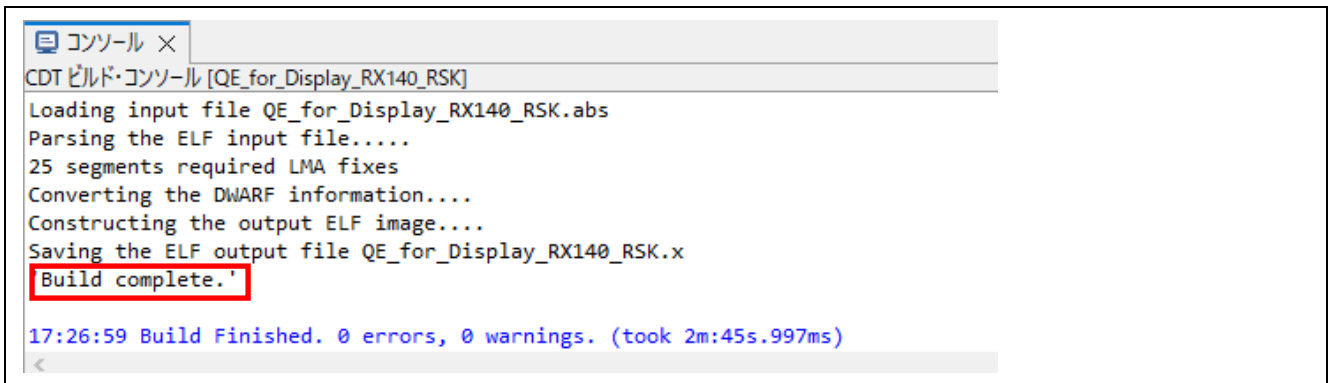 コンソール ×
CDT ビルド・コンソール [QE_for_Display_RX140_RSK]
Loading input file QE_for_Display_RX140_RSK.abs
Parsing the ELF input file.....
25 segments required LMA fixes
Converting the DWARF information....
Constructing the output ELF image....
Saving the ELF output file QE_for_Display_RX140_RSK.x
'Build complete.'
17:26:59 Build Finished. 0 errors, 0 warnings. (took 2m:45s.997ms)